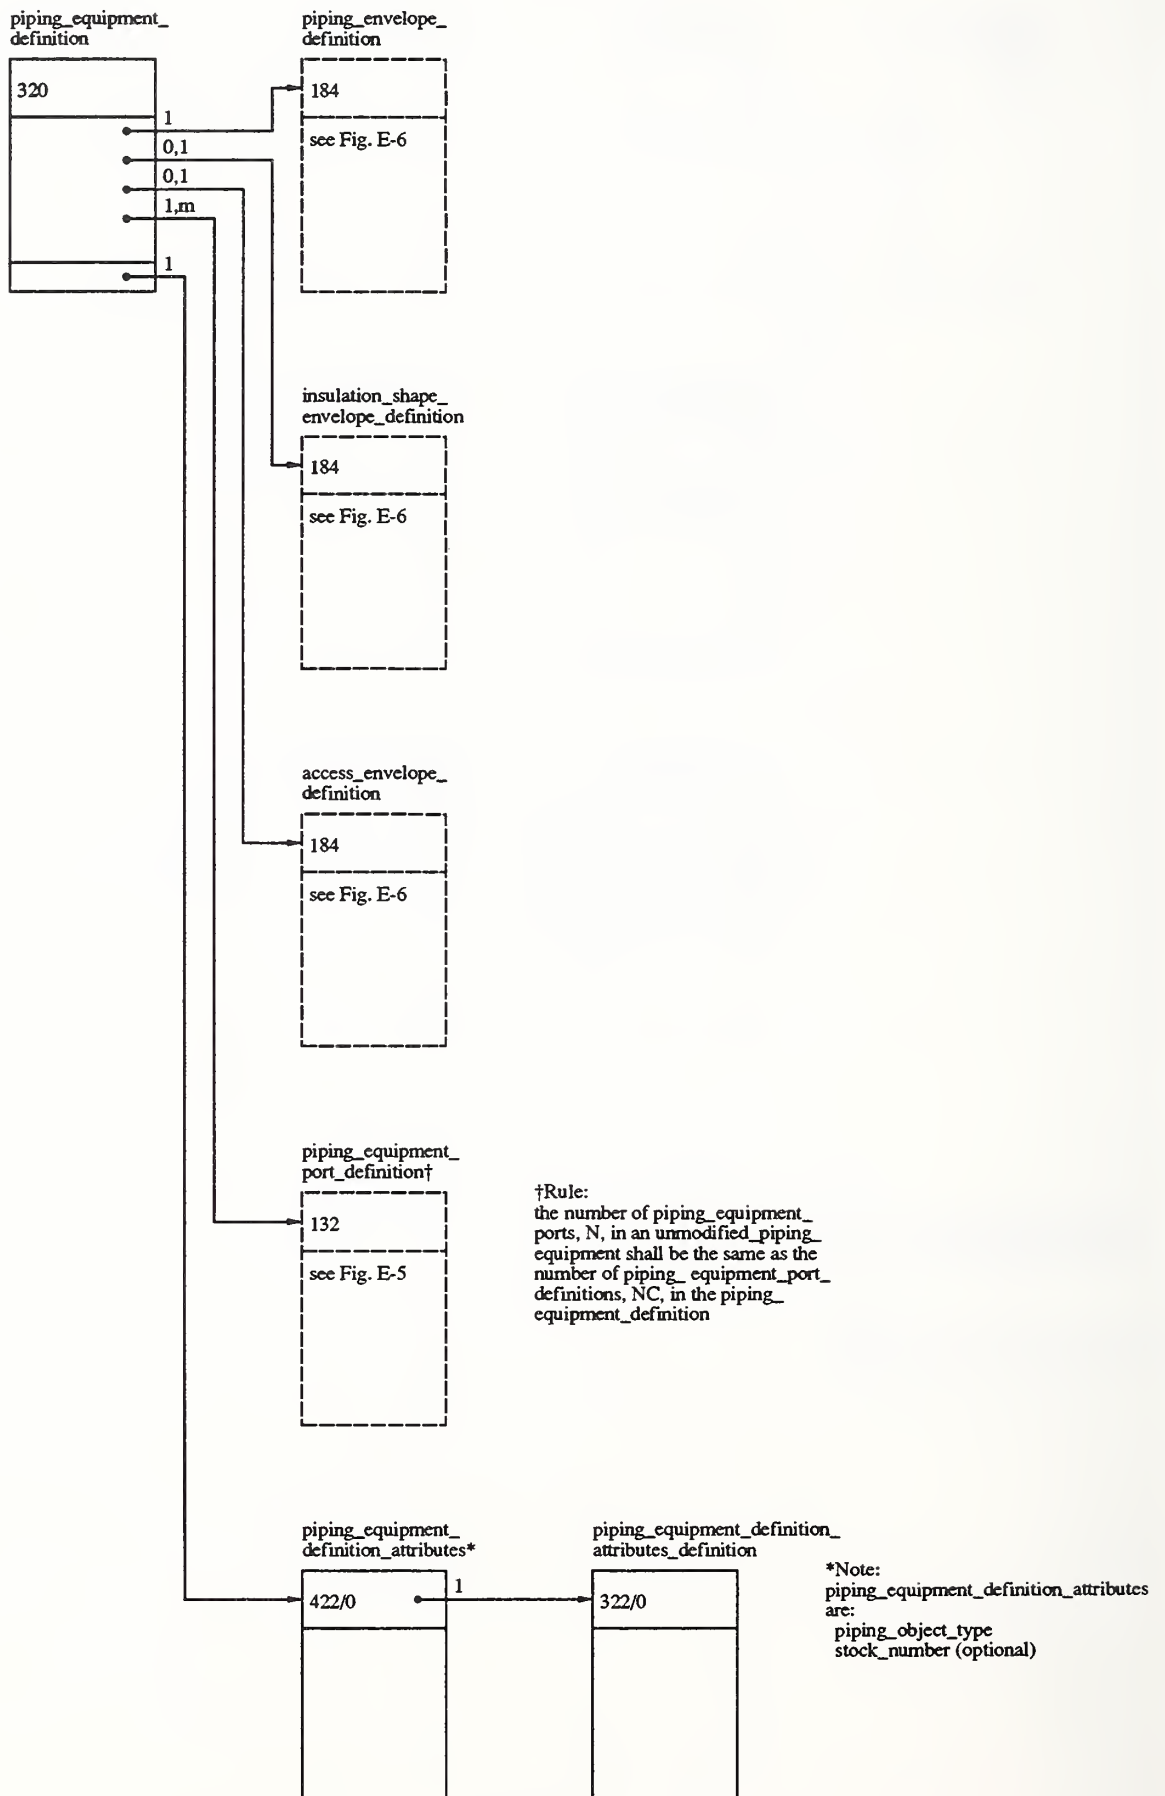 piping_equipment_
definition
320
1
0,1
0,1
1,m
1
piping_envelope_
definition
184
see Fig. E-6
insulation_shape_
envelope_definition
184
see Fig. E-6
access_envelope_
definition
184
see Fig. E-6
piping_equipment_
port_definition†
132
see Fig. E-5
†Rule:
the number of piping_equipment_
ports, N, in an unmodified_piping_
equipment shall be the same as the
number of piping_ equipment_port_
definitions, NC, in the piping_
equipment_definition
piping_equipment_
definition_attributes*
422/0
1
piping_equipment_definition_
attributes_definition
322/0
*Note:
piping_equipment_definition_attributes
are:
piping_object_type
stock_number (optional)